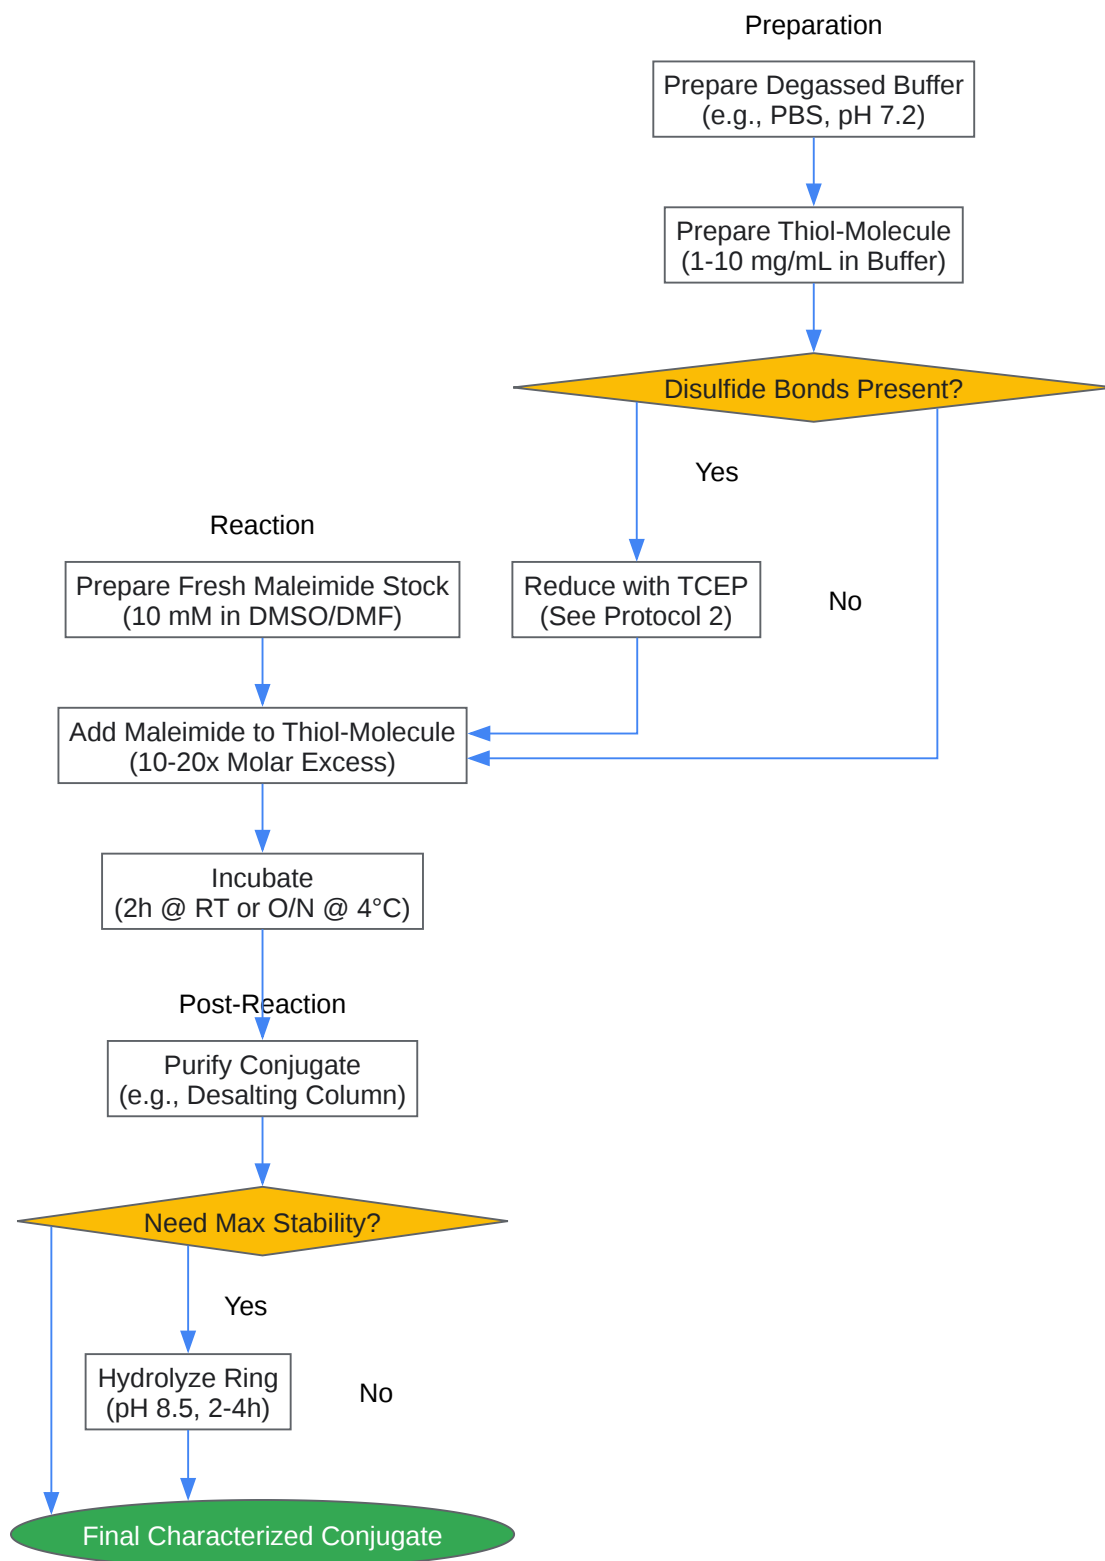 Preparation
Prepare Degassed Buffer
(e.g., PBS, pH 7.2)
Prepare Thiol-Molecule
(1-10 mg/mL in Buffer)
Disulfide Bonds Present?
Yes
No
Reduce with TCEP
(See Protocol 2)
Reaction
Prepare Fresh Maleimide Stock
(10 mM in DMSO/DMF)
Add Maleimide to Thiol-Molecule
(10-20x Molar Excess)
Incubate
(2h @ RT or O/N @ 4°C)
Post-Reaction
Purify Conjugate
(e.g., Desalting Column)
Need Max Stability?
Yes
No
Hydrolyze Ring
(pH 8.5, 2-4h)
Final Characterized Conjugate